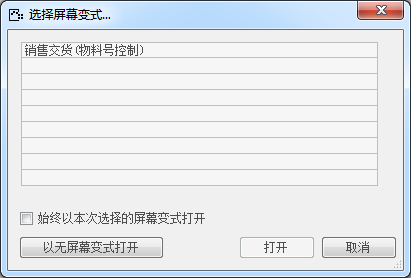 选择屏幕变式...
销售交货(物料号控制)
始终以本次选择的屏幕变式打开
以无屏幕变式打开
打开
取消